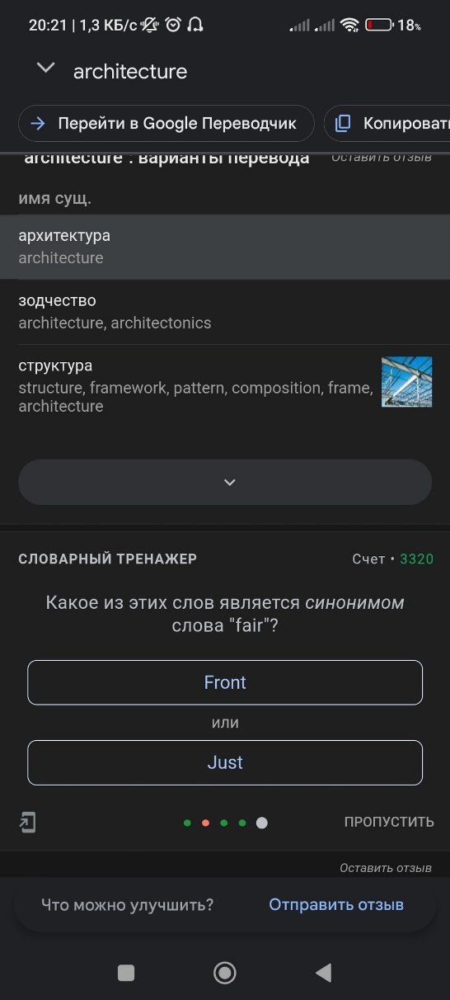 20:21 | 1,3 КБ/с 18%
architecture
Перейти в Google Переводчик
Копироват
architecture": варианты перевода Оставить отзыв
имя сущ.
архитектура
architecture
зодчество
architecture, architectonics
структура
structure, framework, pattern, composition, frame,
architecture
СЛОВАРНЫЙ ТРЕНАЖЕР Счет • 3320
Какое из этих слов является синонимом
слова "fair"?
Front
или
Just
ПРОПУСТИТЬ
Оставить отзыв
Что можно улучшить? Отправить отзыв